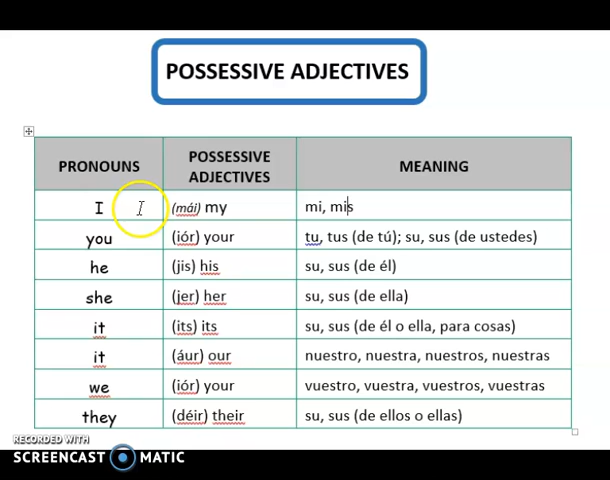 POSSESSIVE ADJECTIVES
PRONOUNS POSSESSIVE ADJECTIVES MEANING
I (mái) my mi, mis
you (iór) your tu, tus (de tú); su, sus (de ustedes)
he (jis) his su, sus (de él)
she (jer) her su, sus (de ella)
it (its) its su, sus (de él o ella, para cosas)
it (áur) our nuestro, nuestra, nuestros, nuestras
we (iór) your vuestro, vuestra, vuestros, vuestras
they (déir) their su, sus (de ellos o ellas)
RECORDED WITH
SCREENCAST MATIC